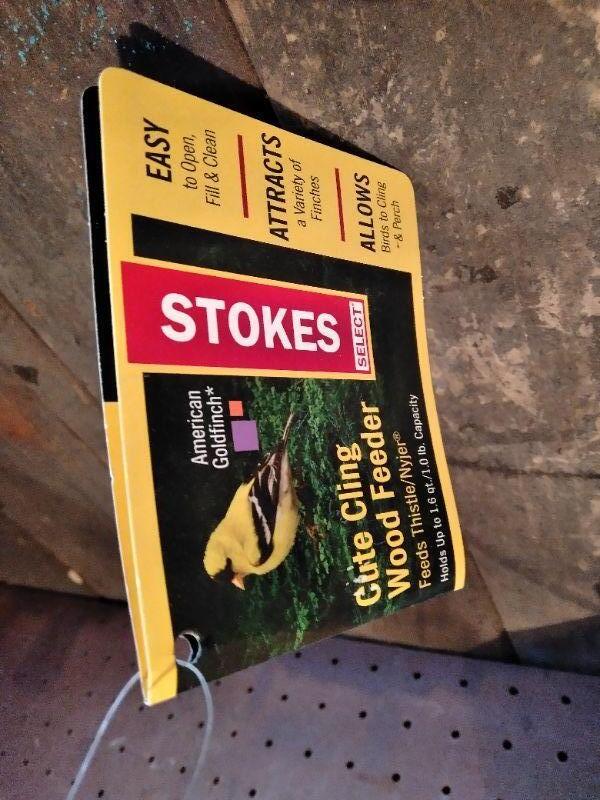 EASY
to Open,
Fill & Clean
ATTRACTS
a Variety of
Finches
ALLOWS
Birds to Cling
& Perch
STOKES
SELECT
American
Goldfinch*
Cute Cling
Wood Feeder
Feeds Thistle/Nyjer®
Holds Up to 1.6 qt./1.0 lb. Capacity